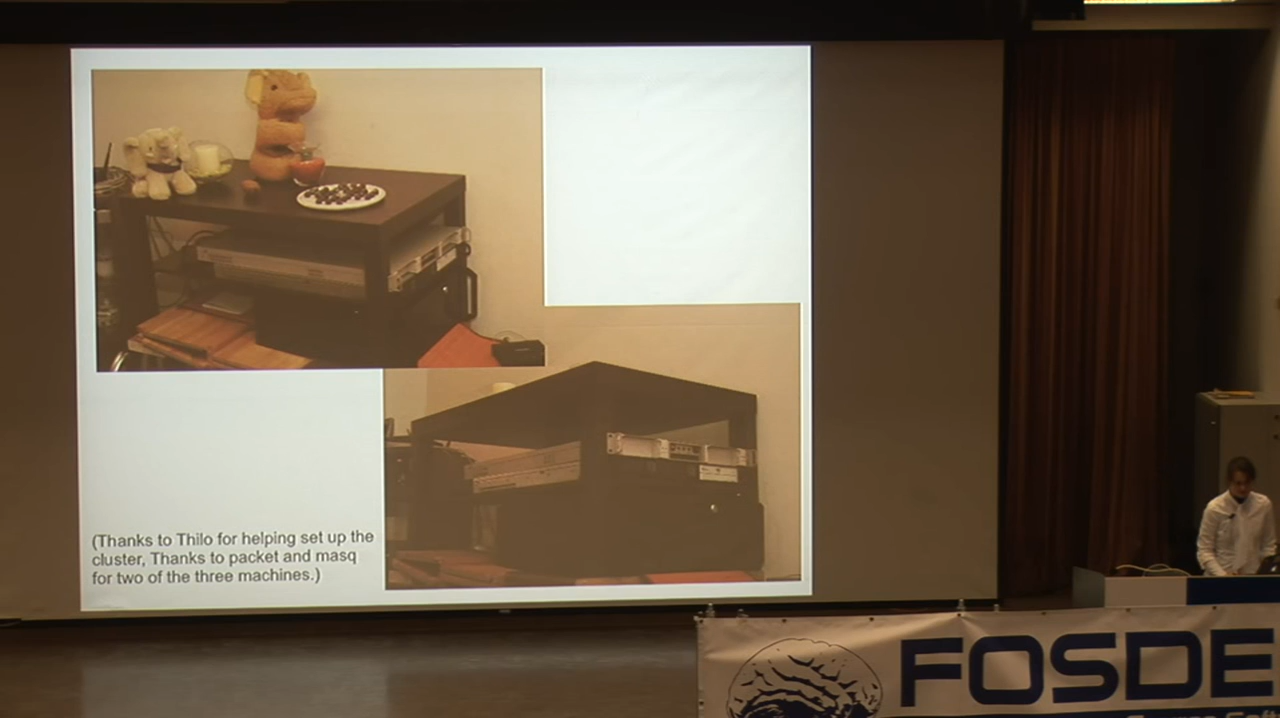 (Thanks to Thilo for helping set up the
cluster, Thanks to packet and masq
for two of the three machines.)
FOSDE